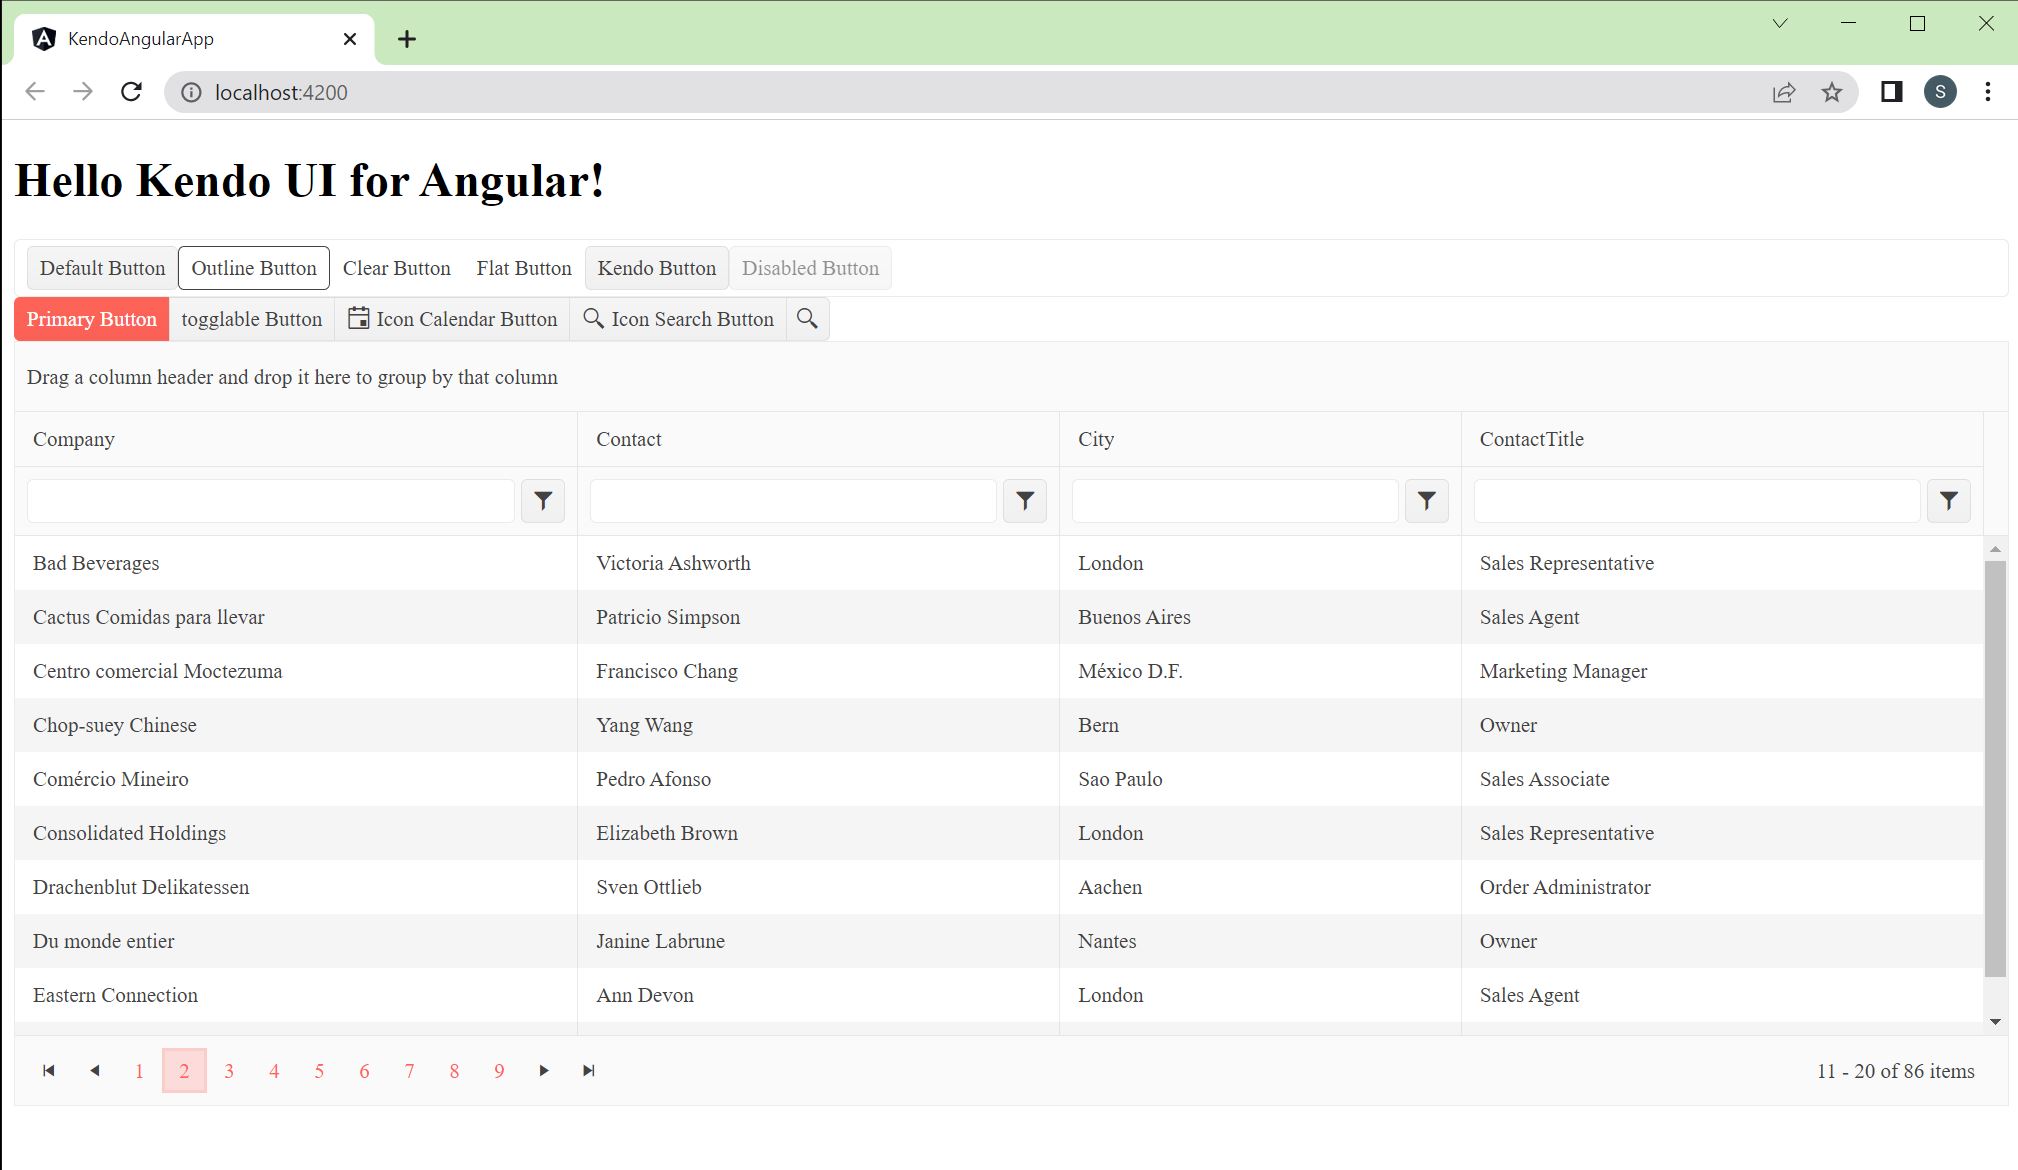 KendoAngularApp
localhost:4200
S
Hello Kendo UI for Angular!
Default Button Outline Button Clear Button Flat Button Kendo Button Disabled Button
Primary Button togglable Button Icon Calendar Button Icon Search Button
Drag a column header and drop it here to group by that column
Company Contact City ContactTitle
Bad Beverages Victoria Ashworth London Sales Representative
Cactus Comidas para llevar Patricio Simpson Buenos Aires Sales Agent
Centro comercial Moctezuma Francisco Chang México D.F. Marketing Manager
Chop-suey Chinese Yang Wang Bern Owner
Comércio Mineiro Pedro Afonso Sao Paulo Sales Associate
Consolidated Holdings Elizabeth Brown London Sales Representative
Drachenblut Delikatessen Sven Ottlieb Aachen Order Administrator
Du monde entier Janine Labrune Nantes Owner
Eastern Connection Ann Devon London Sales Agent
1 2 3 4 5 6 7 8 9 11 - 20 of 86 items